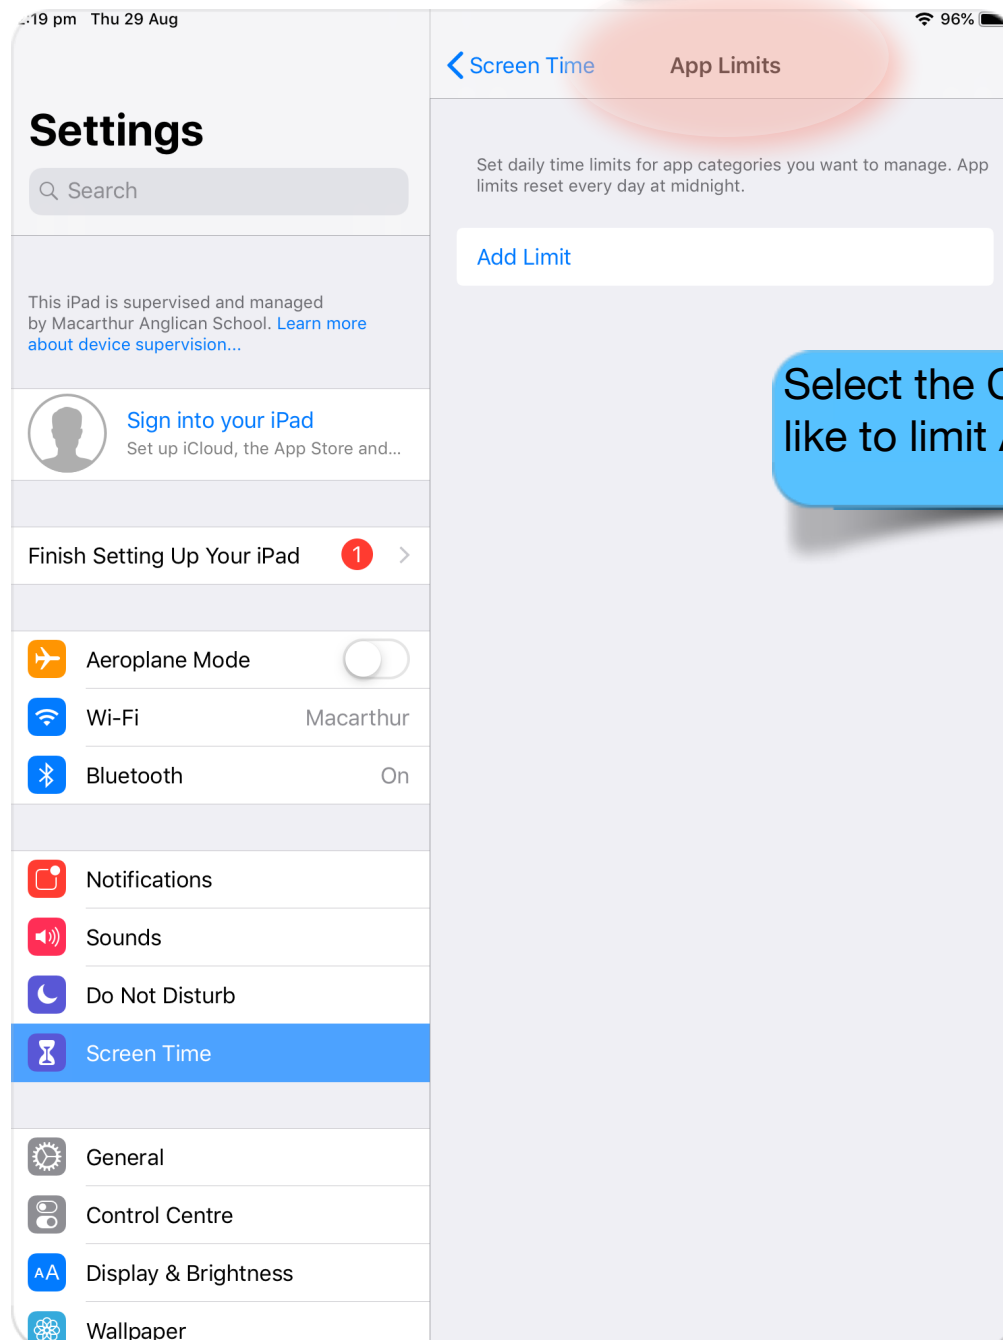 :19 pm Thu 29 Aug
96%
Settings
Search
This iPad is supervised and managed
by Macarthur Anglican School. Learn more
about device supervision...
Sign into your iPad
Set up iCloud, the App Store and...
Finish Setting Up Your iPad 1
Aeroplane Mode
Wi-Fi Macarthur
Bluetooth On
Notifications
Sounds
Do Not Disturb
Screen Time
General
Control Centre
AA Display & Brightness
Wallpaper
Screen Time App Limits
Set daily time limits for app categories you want to manage. App
limits reset every day at midnight.
Add Limit
Select the
like to limit